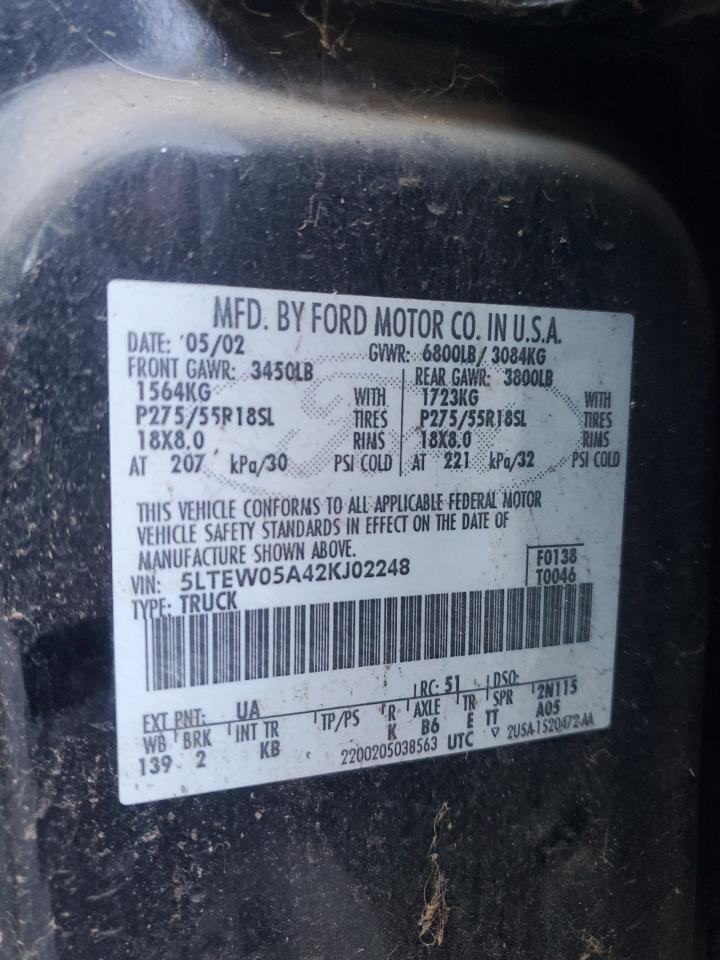 MFD. BY FORD MOTOR CO. IN U.S.A.
DATE: 05/02 GVWR: 6800LB/ 3084KG
FRONT GAWR: 3450LB REAR GAWR: 3800LB
1564KG WITH 1723KG WITH
P275/55R18SL TIRES P275/55R18SL TIRES
18X8.0 RIMS 18X8.0 RIMS
AT 207 kPa/30 PSI COLD AT 221 kPa/32 PSI COLD
THIS VEHICLE CONFORMS TO ALL APPLICABLE FEDERAL MOTOR
VEHICLE SAFETY STANDARDS IN EFFECT ON THE DATE OF
MANUFACTURE SHOWN ABOVE.
VIN: 5LTEW05A42KJ02248 F0138
TYPE: TRUCK T0046
EXT PNT: UA RC: 51 DSO:
WB BRK INT TR TP/PS R AXLE TR SPR 2N115
139 2 KB K B6 E TT A05
2200205038563 UTC ▽ 2U5A-1520472-AA